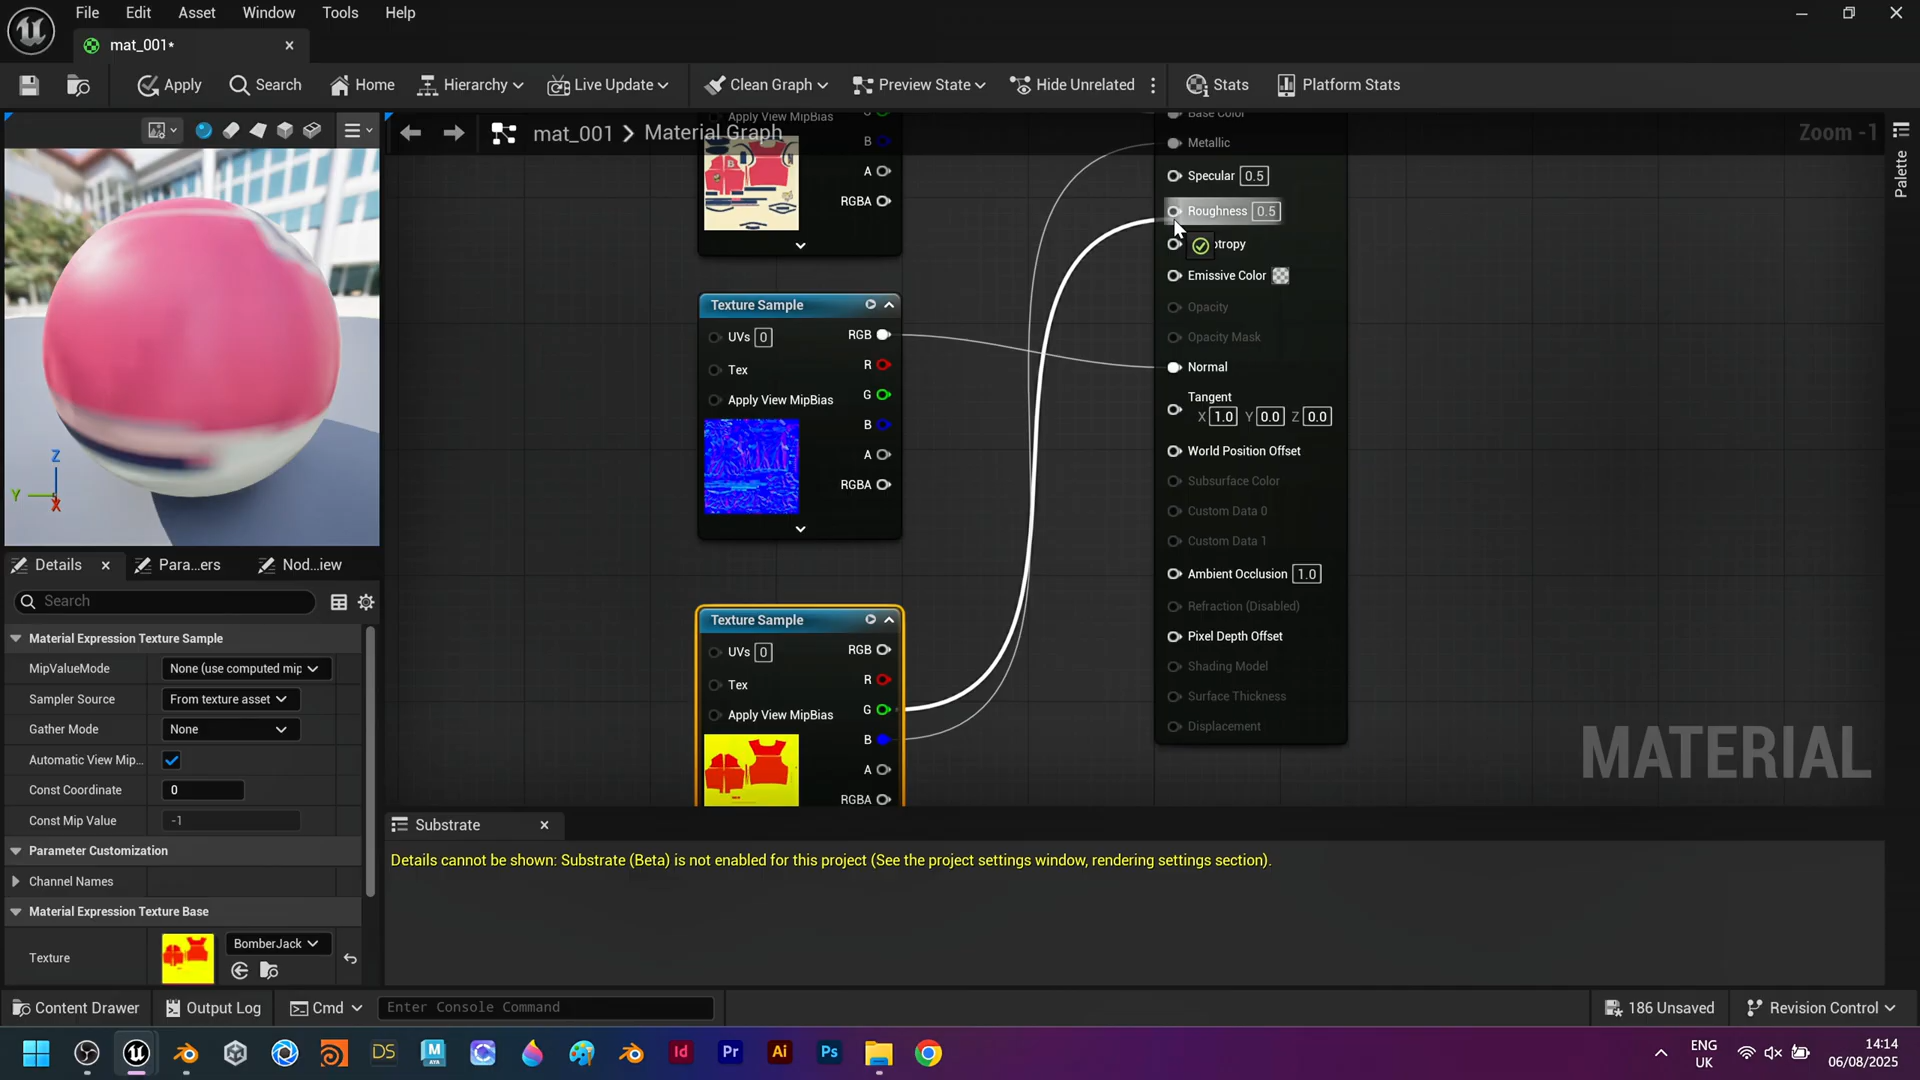 File Edit Asset Window Tools Help
mat_001*
Apply Search Home Hierarchy Live Update Clean Graph Preview State Hide Unrelated Stats Platform Stats
mat_001 Material Graph
Zoom -1
Palette
Apply View MipBias
B
A
RGBA
Texture Sample
UVs 0 RGB
R
Tex
G
Apply View MipBias
B
A
RGBA
Texture Sample
UVs 0 RGB
R
Tex
G
Apply View MipBias
B
A
RGBA
Base Color
Metallic
Specular 0.5
Roughness 0.5
otropy
Emissive Color
Opacity
Opacity Mask
Normal
Tangent
X 1.0 Y 0.0 Z 0.0
World Position Offset
Subsurface Color
Custom Data 0
Custom Data 1
Ambient Occlusion 1.0
Refraction (Disabled)
Pixel Depth Offset
Shading Model
Surface Thickness
Displacement
MATERIAL
Z
Y
X
Details Para...ers Nod...iew
Search
Material Expression Texture Sample
MipValueMode None (use computed mip
Sampler Source From texture asset
Gather Mode None
Automatic View Mip...
Const Coordinate 0
Const Mip Value -1
Parameter Customization
Channel Names
Material Expression Texture Base
Texture BomberJack
Substrate
Details cannot be shown: Substrate (Beta) is not enabled for this project (See the project settings window, rendering settings section).
Content Drawer Output Log Cmd Enter Console Command 186 Unsaved Revision Control
DS M Id Pr Ai Ps
ENG
UK
14:14
06/08/2025